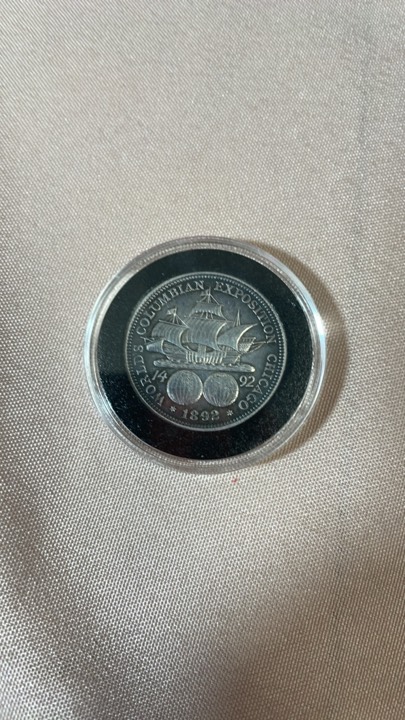 WORLD'S COLUMBIAN EXPOSITION CHICAGO
14 92
* 1892 *